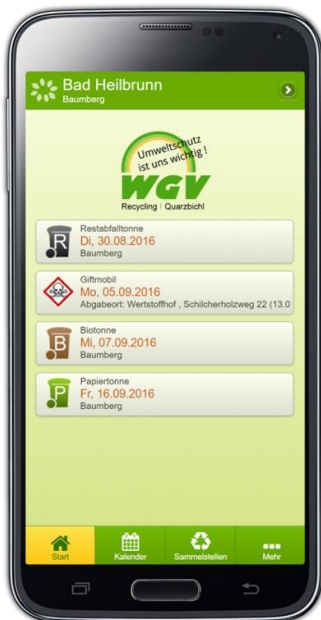 Bad Heilbrunn
Baumberg
Umweltschutz
ist uns wichtig !
WGV
Recycling | Quarzbichl
R
Restabfalltonne
Di, 30.08.2016
Baumberg
Giftmobil
Mo, 05.09.2016
Abgabeort: Wertstoffhof , Schilcherholzweg 22 (13.0
B
Biotonne
Mi, 07.09.2016
Baumberg
P
Papiertonne
Fr, 16.09.2016
Baumberg
Start
Kalender
Sammelstellen
Mehr